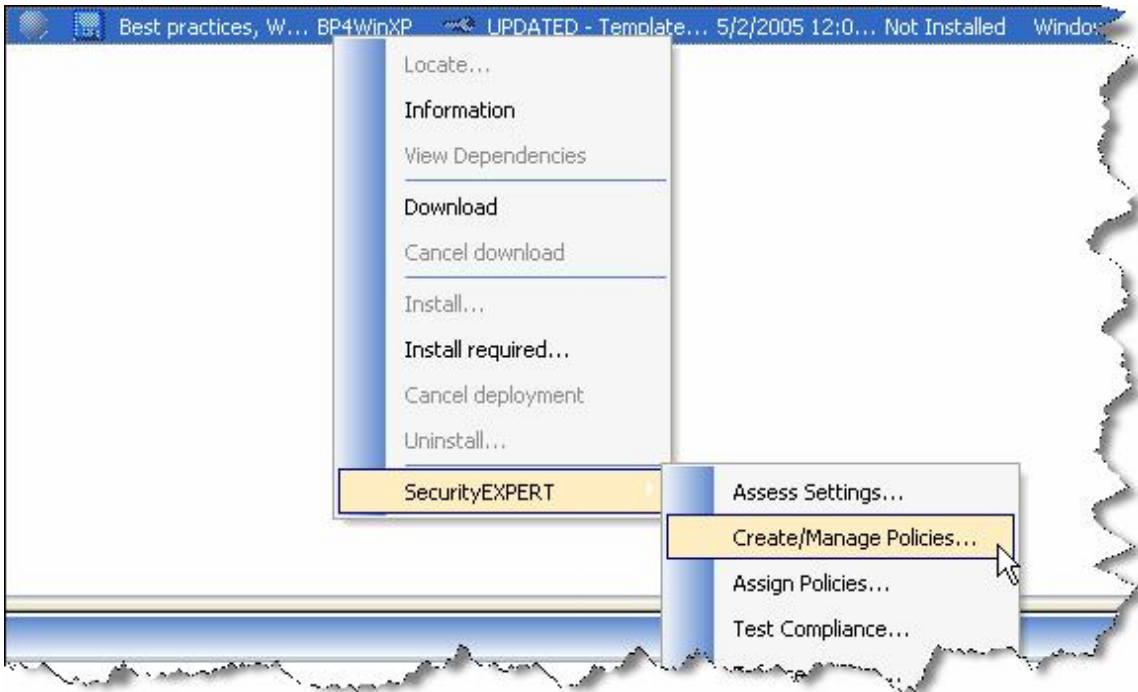 Best practices, W... BP4WinXP UPDATED - Template... 5/2/2005 12:0... Not Installed
Locate...
Information
View Dependencies
Download
Cancel download
Install...
Install required...
Cancel deployment
Uninstall...
SecurityEXPERT
Assess Settings...
Create/Manage Policies...
Assign Policies...
Test Compliance...